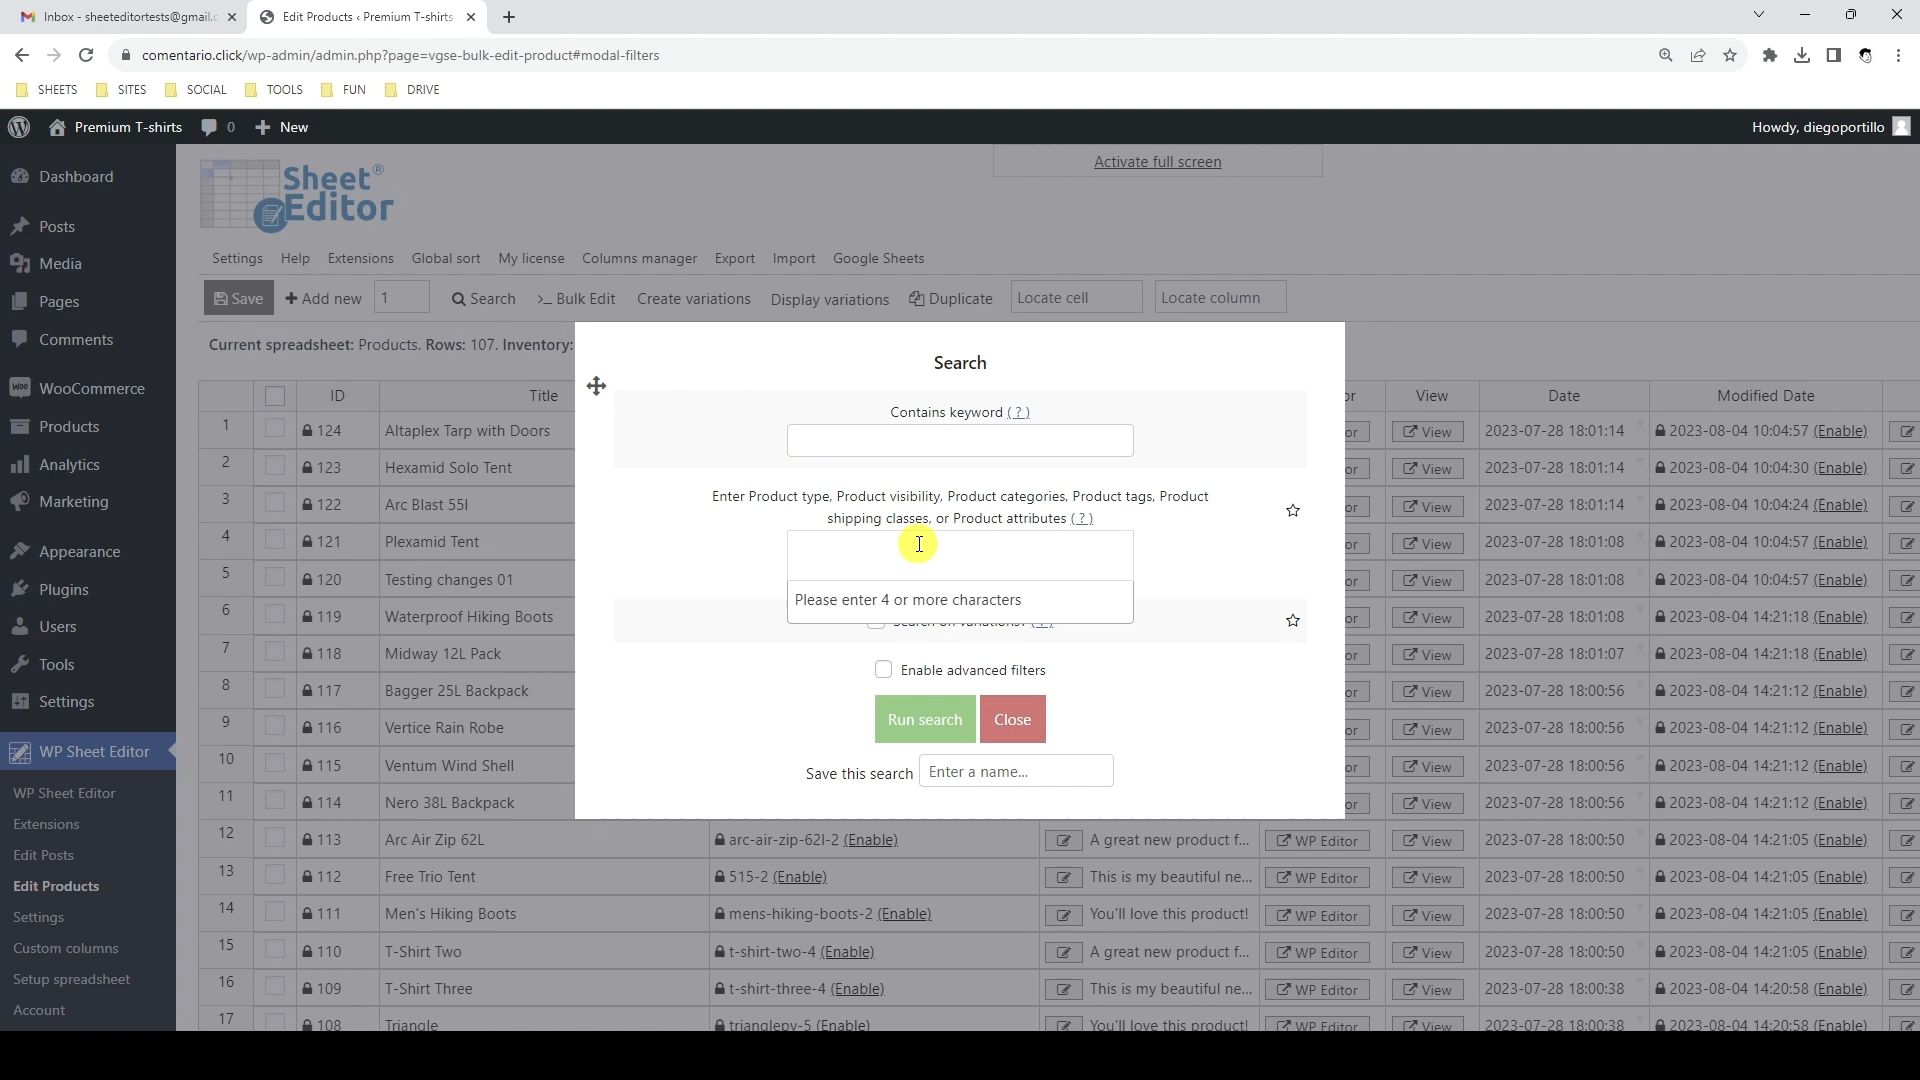 Inbox - sheeteditortests@gmail.c
Edit Products ‹ Premium T-shirts
comentario.click/wp-admin/admin.php?page=vgse-bulk-edit-product#modal-filters
SHEETS SITES SOCIAL TOOLS FUN DRIVE
Premium T-shirts 0 New
Howdy, diegoportillo
Dashboard
Posts
Media
Pages
Comments
WooCommerce
Products
Analytics
Marketing
Appearance
Plugins
Users
Tools
Settings
WP Sheet Editor
WP Sheet Editor
Extensions
Edit Posts
Edit Products
Settings
Custom columns
Setup spreadsheet
Account
Sheet®
Editor
Activate full screen
Settings Help Extensions Global sort My license Columns manager Export Import Google Sheets
Save Add new 1 Search Bulk Edit Create variations Display variations Duplicate Locate cell Locate column
Current spreadsheet: Products. Rows: 107. Inventory:
Search
Contains keyword (?)
Enter Product type, Product visibility, Product categories, Product tags, Product
shipping classes, or Product attributes (?)
Please enter 4 or more characters
Enable advanced filters
Run search Close
Save this search Enter a name...
ID Title View Date Modified Date
1 124 Altaplex Tarp with Doors or View 2023-07-28 18:01:14 2023-08-04 10:04:57 (Enable)
2 123 Hexamid Solo Tent or View 2023-07-28 18:01:14 2023-08-04 10:04:30 (Enable)
3 122 Arc Blast 55l or View 2023-07-28 18:01:14 2023-08-04 10:04:24 (Enable)
4 121 Plexamid Tent or View 2023-07-28 18:01:08 2023-08-04 10:04:57 (Enable)
5 120 Testing changes 01 or View 2023-07-28 18:01:08 2023-08-04 10:04:57 (Enable)
6 119 Waterproof Hiking Boots or View 2023-07-28 18:01:08 2023-08-04 14:21:18 (Enable)
7 118 Midway 12L Pack or View 2023-07-28 18:01:07 2023-08-04 14:21:18 (Enable)
8 117 Bagger 25L Backpack or View 2023-07-28 18:00:56 2023-08-04 14:21:12 (Enable)
9 116 Vertice Rain Robe or View 2023-07-28 18:00:56 2023-08-04 14:21:12 (Enable)
10 115 Ventum Wind Shell or View 2023-07-28 18:00:56 2023-08-04 14:21:12 (Enable)
11 114 Nero 38L Backpack or View 2023-07-28 18:00:56 2023-08-04 14:21:12 (Enable)
12 113 Arc Air Zip 62L arc-air-zip-62l-2 (Enable) A great new product f... WP Editor View 2023-07-28 18:00:50 2023-08-04 14:21:05 (Enable)
13 112 Free Trio Tent 515-2 (Enable) This is my beautiful ne... WP Editor View 2023-07-28 18:00:50 2023-08-04 14:21:05 (Enable)
14 111 Men's Hiking Boots mens-hiking-boots-2 (Enable) You'll love this product! WP Editor View 2023-07-28 18:00:50 2023-08-04 14:21:05 (Enable)
15 110 T-Shirt Two t-shirt-two-4 (Enable) A great new product f... WP Editor View 2023-07-28 18:00:50 2023-08-04 14:21:05 (Enable)
16 109 T-Shirt Three t-shirt-three-4 (Enable) This is my beautiful ne... WP Editor View 2023-07-28 18:00:38 2023-08-04 14:20:58 (Enable)
17 108 Triangle trianglepv-5 (Enable) You'll love this product! WP Editor View 2023-07-28 18:00:38 2023-08-04 14:20:58 (Enable)